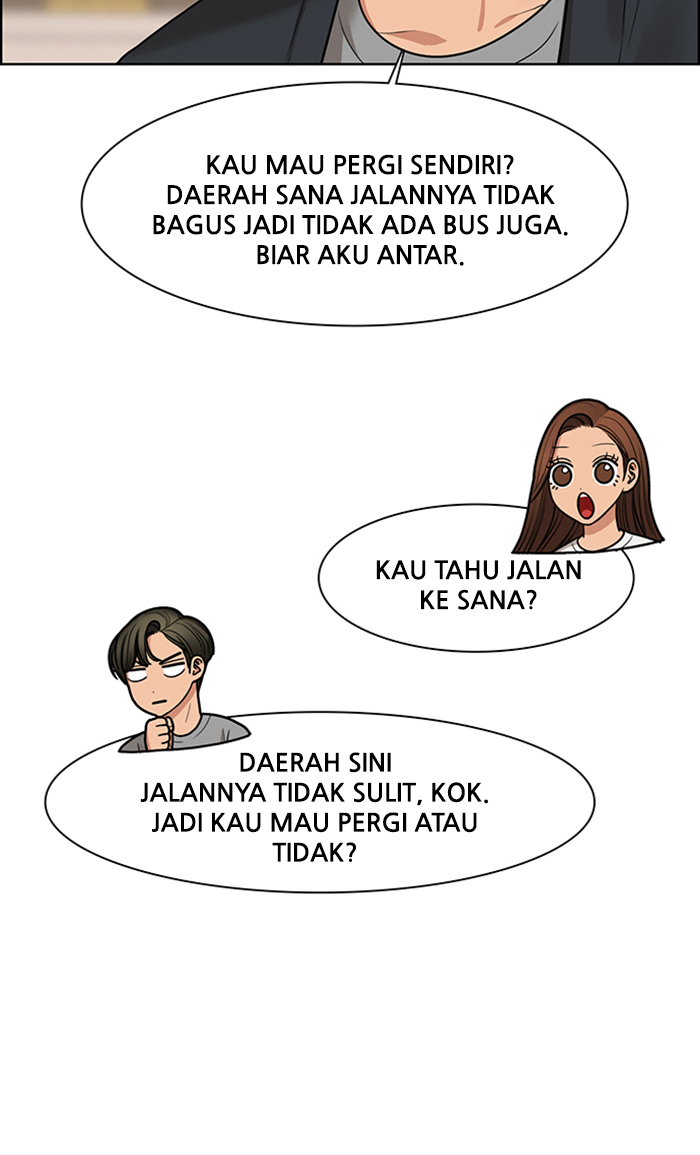 KAU MAU PERGI SENDIRI?
DAERAH SANA JALANNYA TIDAK
BAGUS JADI TIDAK ADA BUS JUGA.
BIAR AKU ANTAR.
KAU TAHU JALAN
KE SANA?
DAERAH SINI
JALANNYA TIDAK SULIT, KOK.
JADI KAU MAU PERGI ATAU
TIDAK?